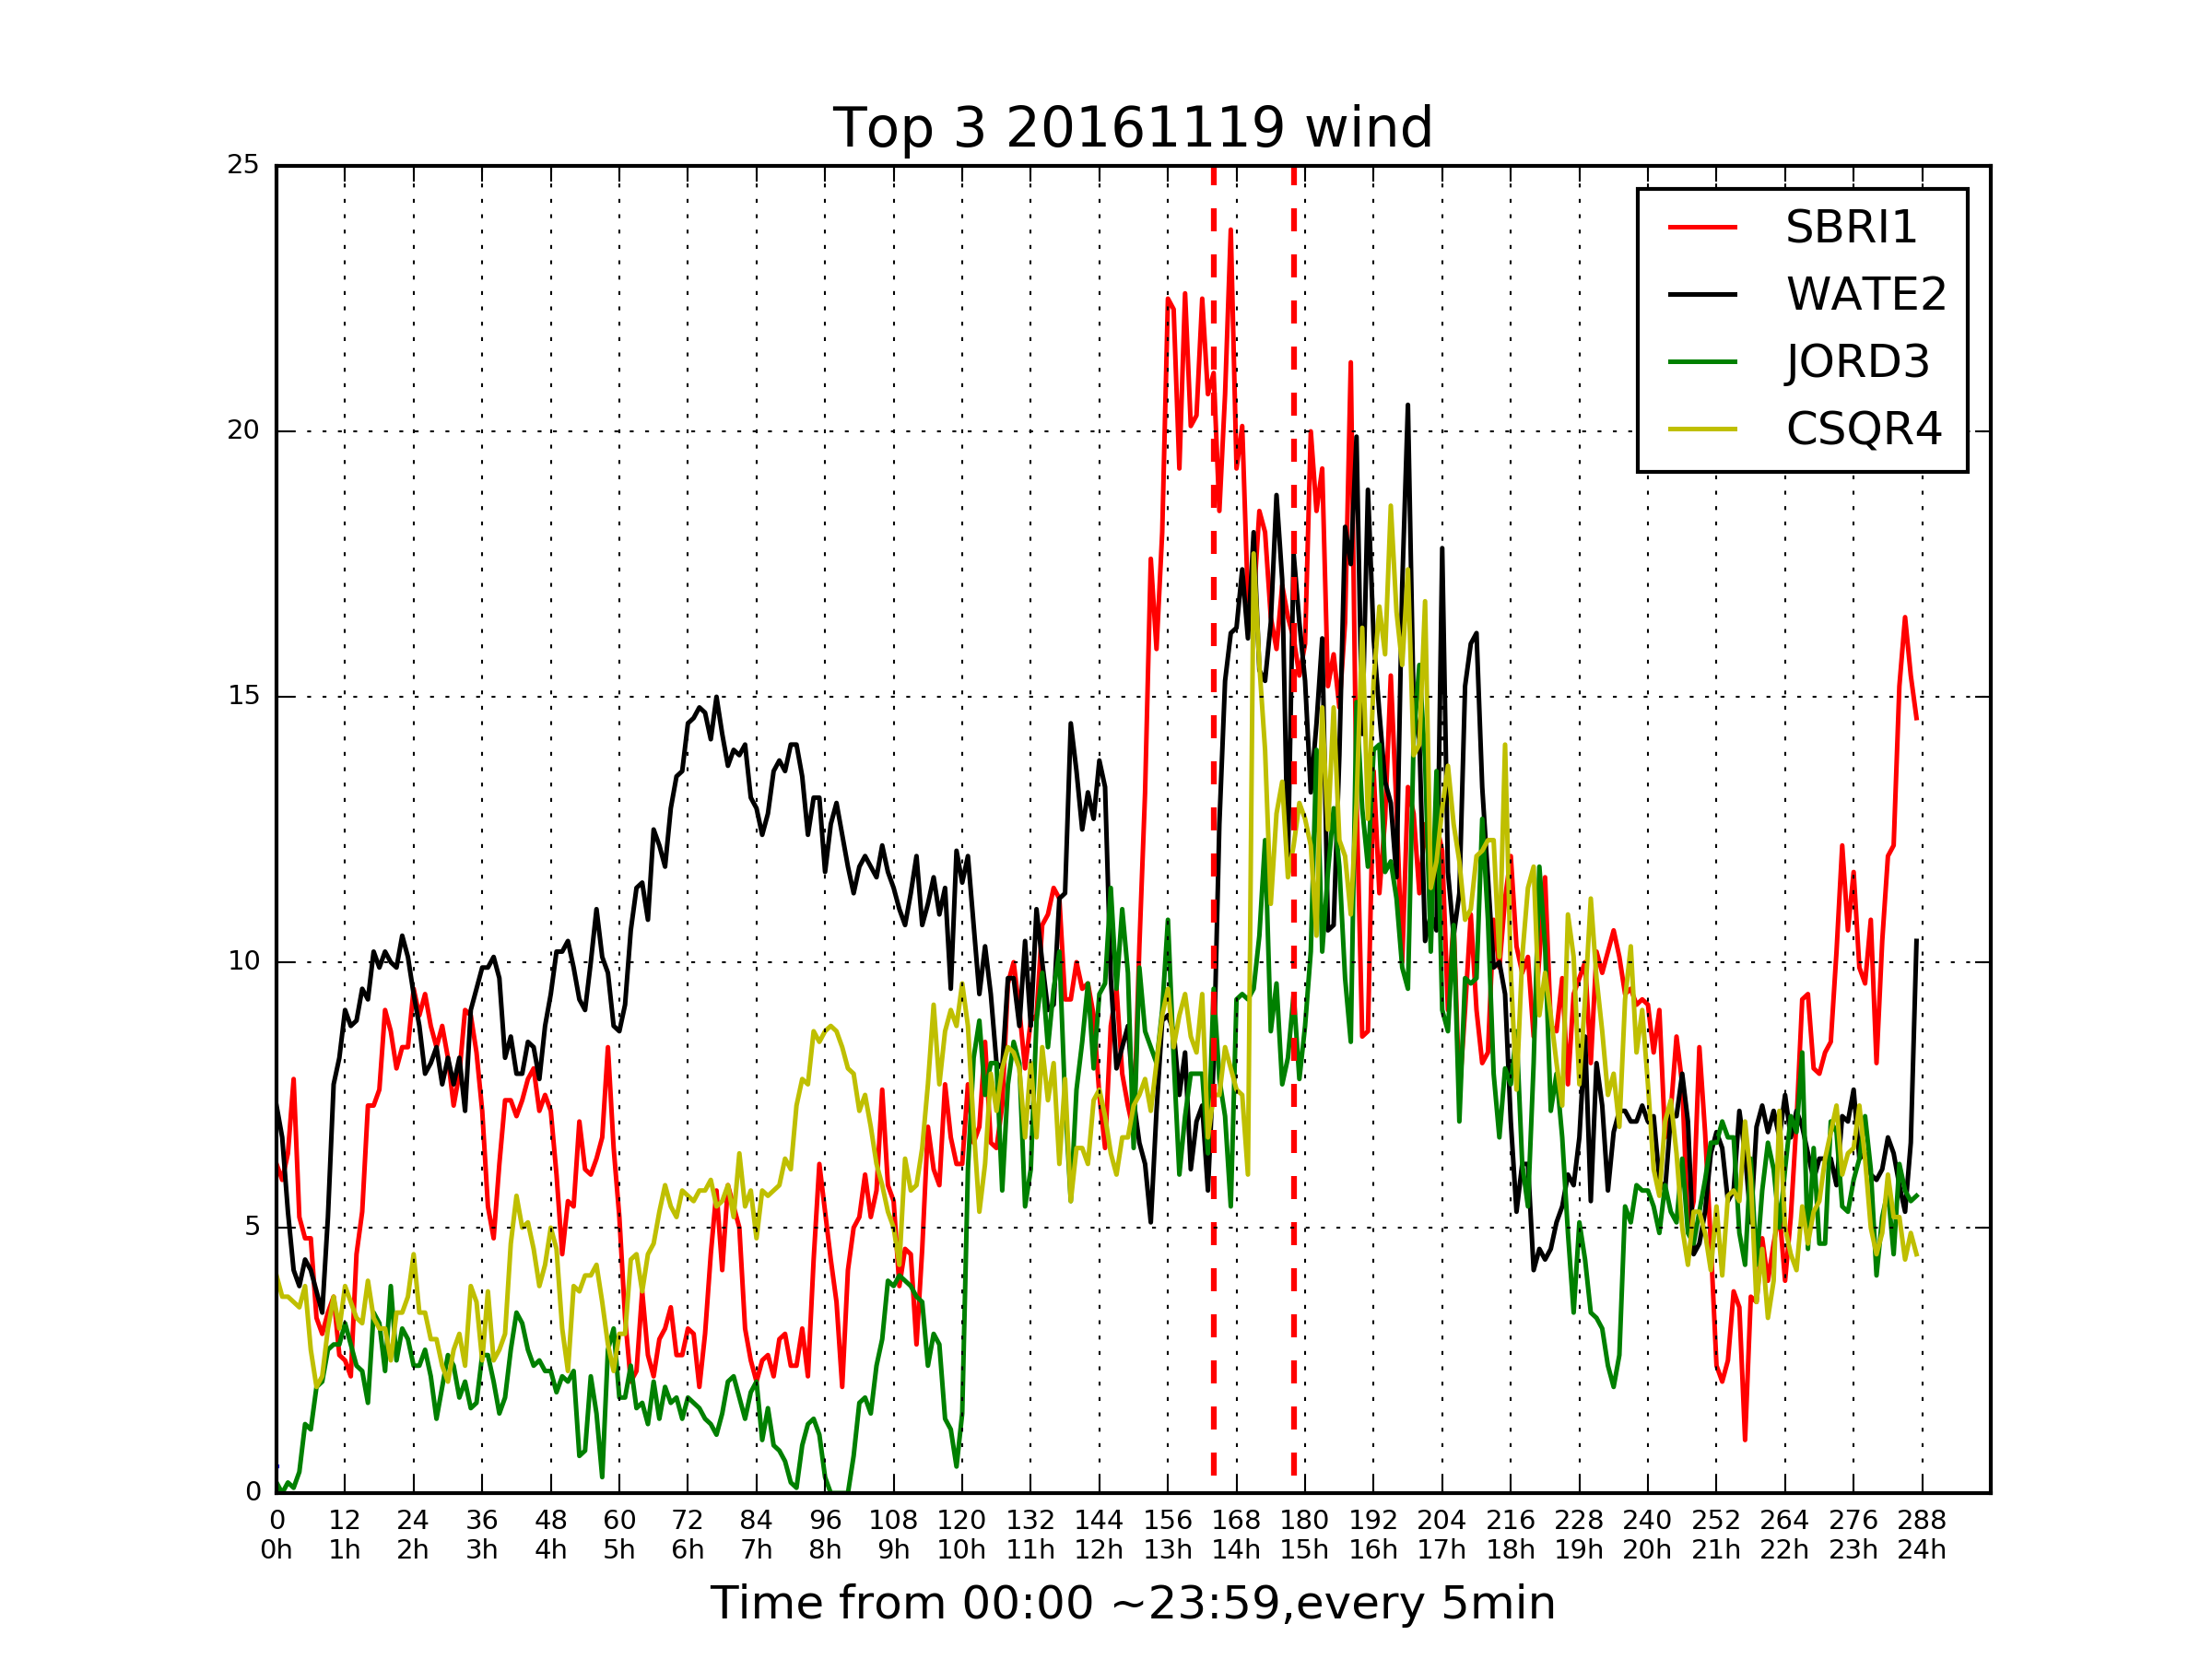 Top 3 20161119 wind
25
20
15
10
5
0
SBRI1
WATE2
JORD3
CSQR4
0 12 24 36 48 60 72 84 96 108 120 132 144 156 168 180 192 204 216 228 240 252 264 276 288
0h 1h 2h 3h 4h 5h 6h 7h 8h 9h 10h 11h 12h 13h 14h 15h 16h 17h 18h 19h 20h 21h 22h 23h 24h
Time from 00:00 ~23:59,every 5min